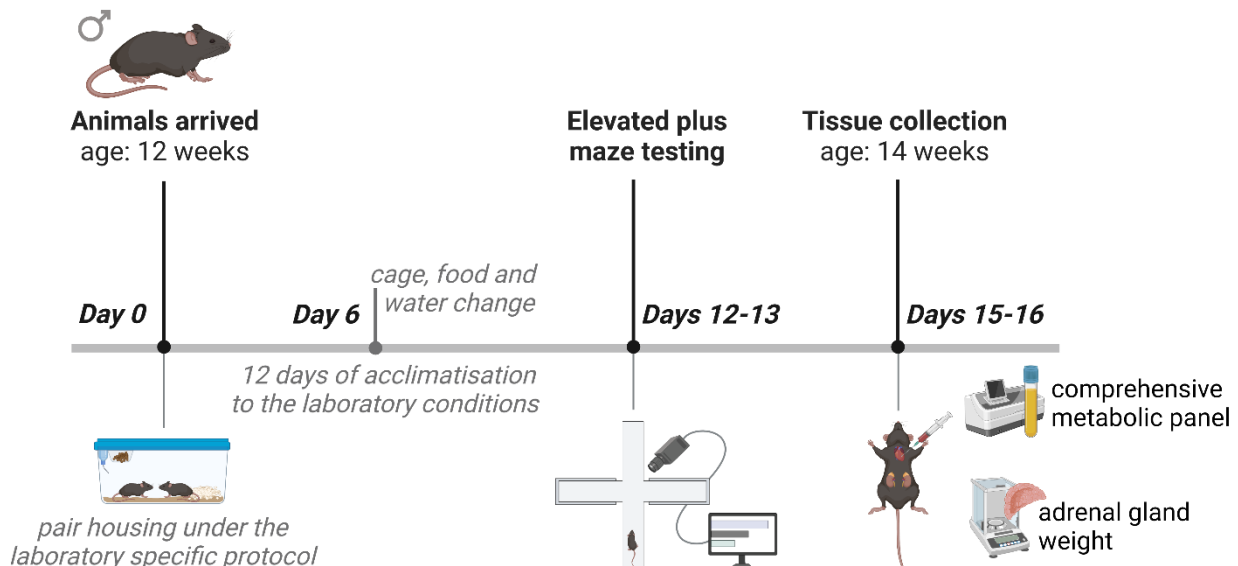 Animals arrived
age: 12 weeks
Elevated plus
maze testing
Tissue collection
age: 14 weeks
cage, food and
water change
Day 0
Day 6
Days 12-13
Days 15-16
12 days of acclimatisation
to the laboratory conditions
comprehensive
metabolic panel
pair housing under the
laboratory specific protocol
adrenal gland
weight